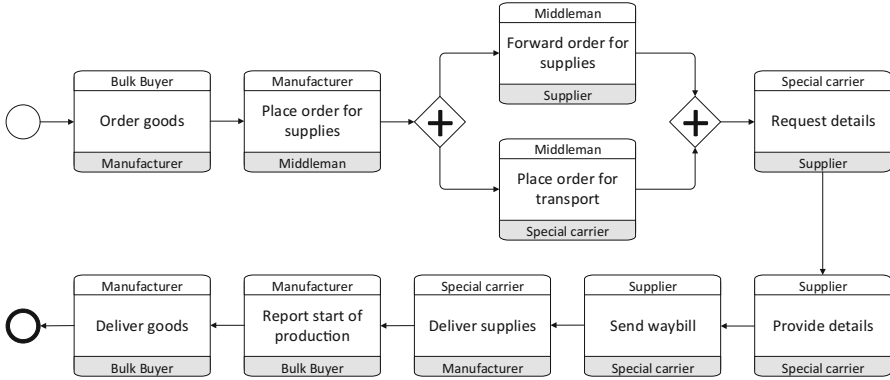 Bulk Buyer
Order goods
Manufacturer
Manufacturer
Place order for
supplies
Middleman
Middleman
Forward order for
supplies
Supplier
Middleman
Place order for
transport
Special carrier
Special carrier
Request details
Supplier
Supplier
Provide details
Special carrier
Supplier
Send waybill
Special carrier
Special carrier
Deliver supplies
Manufacturer
Manufacturer
Report start of
production
Bulk Buyer
Manufacturer
Deliver goods
Bulk Buyer